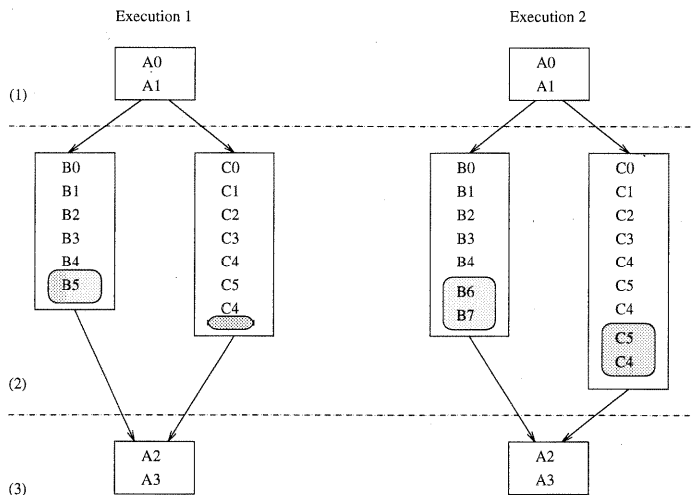 Execution 1
Execution 2
A0
A1
A0
A1
(1)
B0
B1
B2
B3
B4
B5
C0
C1
C2
C3
C4
C5
C4
B0
B1
B2
B3
B4
B6
B7
C0
C1
C2
C3
C4
C5
C4
C5
C4
(2)
A2
A3
A2
A3
(3)